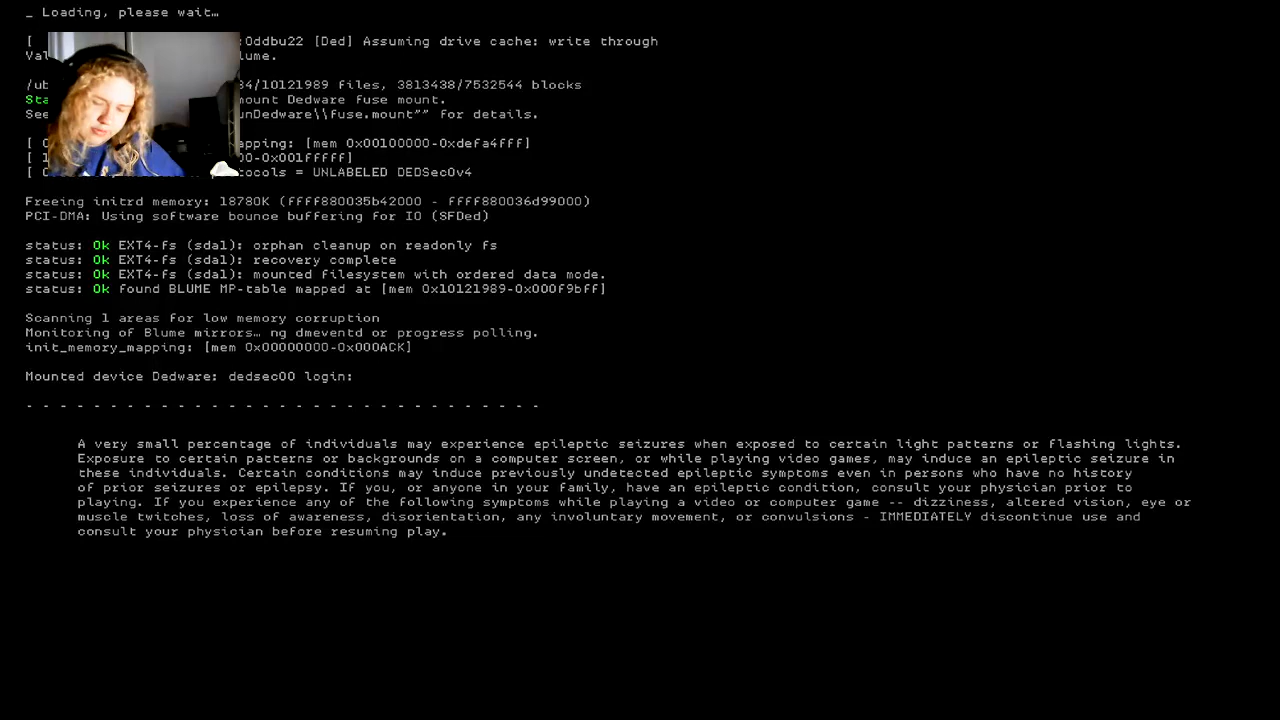 _ Loading, please wait…
[ :0ddbu22 [Ded] Assuming drive cache: write through
Val lume.
/ub 34/10121989 files, 3813438/7532544 blocks
Sta mount Dedware fuse mount.
See unDedware\\fuse.mount"" for details.
[ apping: [mem 0x00100000-0xdefa4fff]
[ 00-0x001fffff]
[ tocols = UNLABELED DEDSec0v4
Freeing initrd memory: 18780K (ffff880035b42000 - ffff880036d99000)
PCI-DMA: Using software bounce buffering for IO (SFDed)
status: Ok EXT4-fs (sda1): orphan cleanup on readonly fs
status: Ok EXT4-fs (sda1): recovery complete
status: Ok EXT4-fs (sda1): mounted filesystem with ordered data mode.
status: Ok found BLUME MP-table mapped at [mem 0x10121989-0x000f9bff]
Scanning 1 areas for low memory corruption
Monitoring of Blume mirrors… ng dmeventd or progress polling.
init_memory_mapping: [mem 0x00000000-0x000ACK]
Mounted device Dedware: dedsec00 login:
- - - - - - - - - - - - - - - - - - - - - - - - - - - - - - -
A very small percentage of individuals may experience epileptic seizures when exposed to certain light patterns or flashing lights.
Exposure to certain patterns or backgrounds on a computer screen, or while playing video games, may induce an epileptic seizure in
these individuals. Certain conditions may induce previously undetected epileptic symptoms even in persons who have no history
of prior seizures or epilepsy. If you, or anyone in your family, have an epileptic condition, consult your physician prior to
playing. If you experience any of the following symptoms while playing a video or computer game -- dizziness, altered vision, eye or
muscle twitches, loss of awareness, disorientation, any involuntary movement, or convulsions - IMMEDIATELY discontinue use and
consult your physician before resuming play.